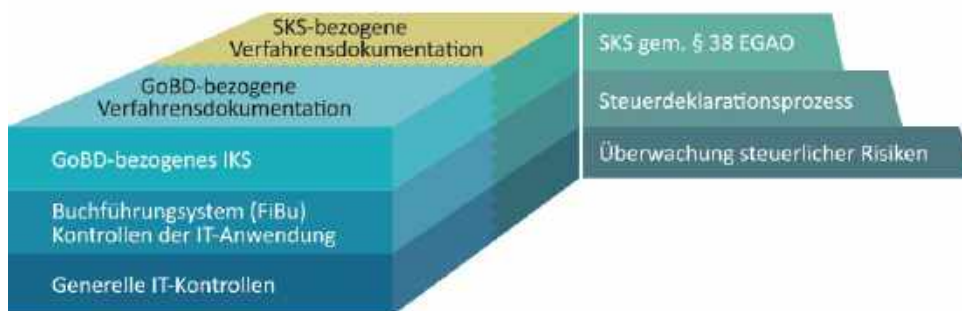 SKS-bezogene
Verfahrensdokumentation
GoBD-bezogene
Verfahrensdokumentation
GoBD-bezogenes IKS
Buchführungsystem (FiBu)
Kontrollen der IT-Anwendung
Generelle IT-Kontrollen
SKS gem. § 38 EGAO
Steuerdeklarationsprozess
Überwachung steuerlicher Risiken